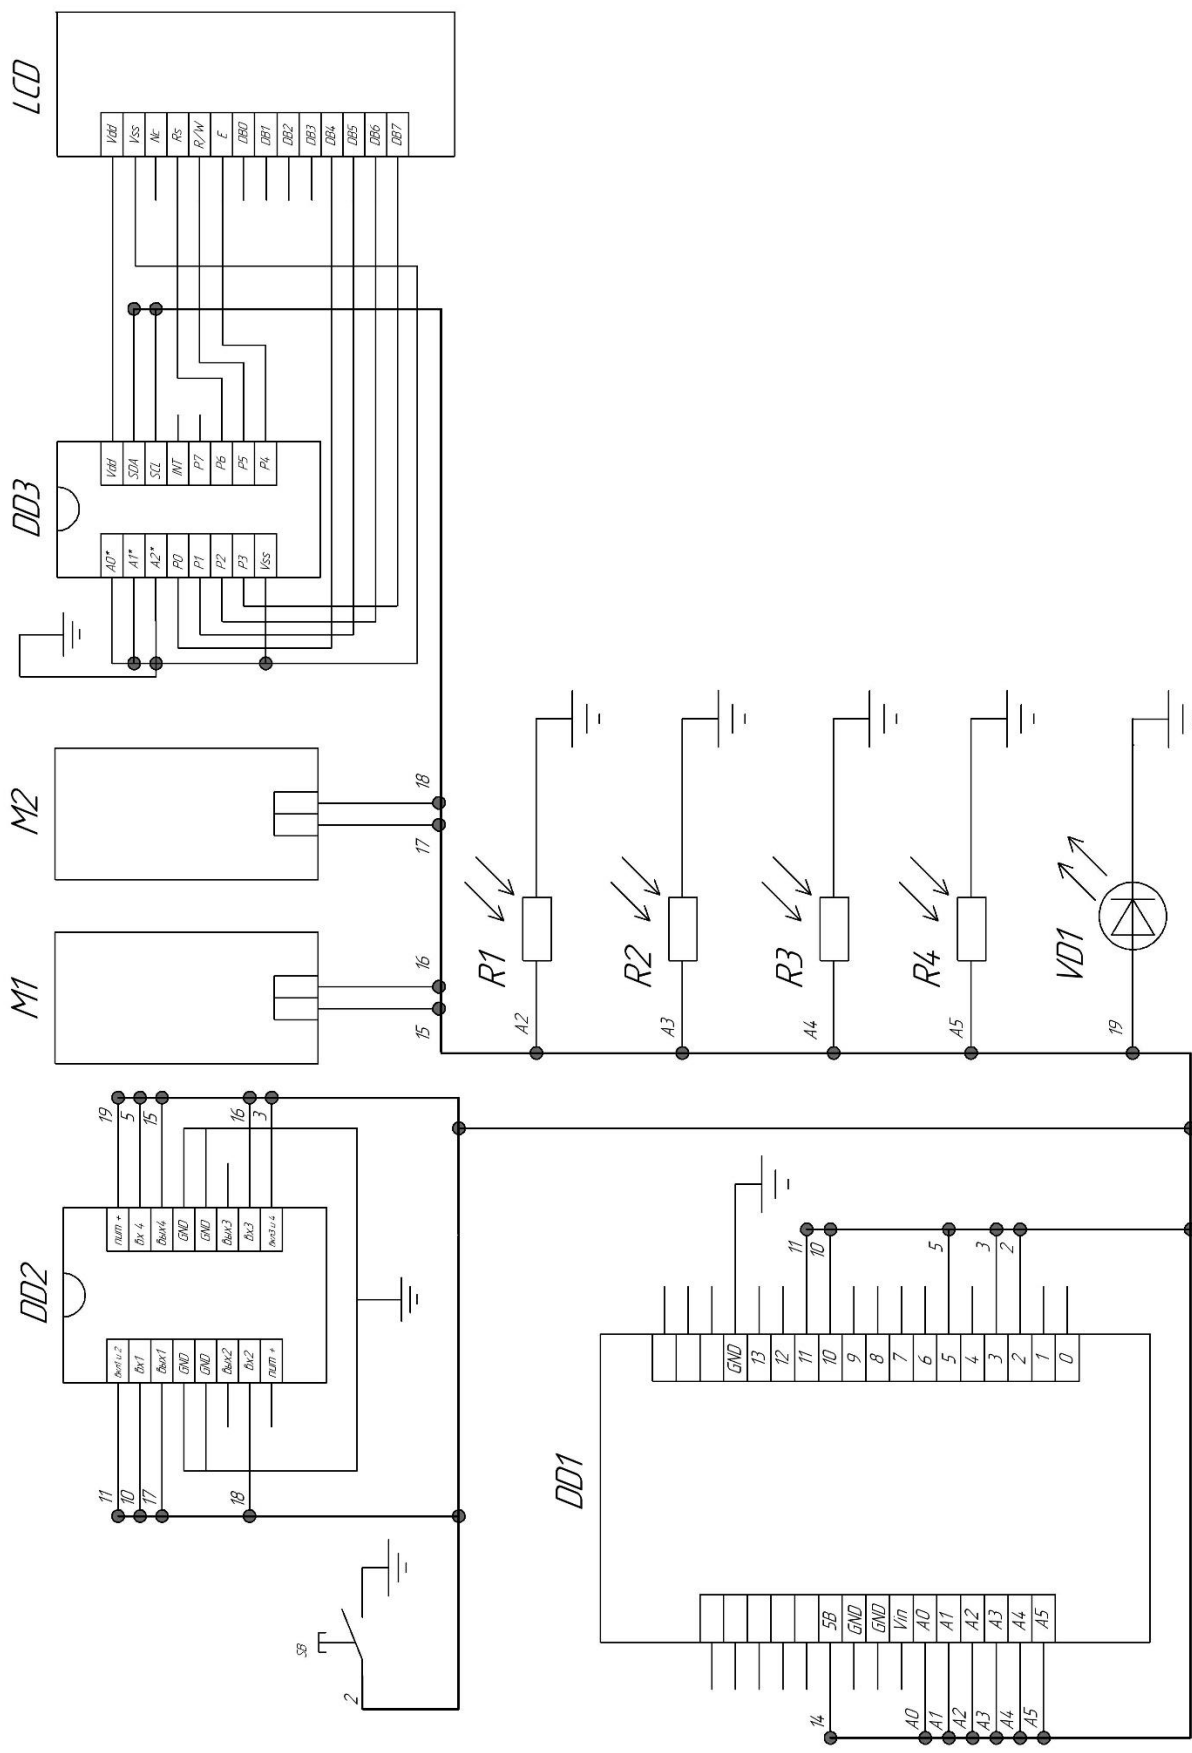 LCD
Vdd
Vss
Nc
Rs
R/W
E
DB0
DB1
DB2
DB3
DB4
DB5
DB6
DB7
DD3
Vdd
SDA
SCL
INT
P7
P6
P5
P4
A0*
A1*
A2*
P0
P1
P2
P3
Vss
M2
18
17
M1
16
15
R1
A2
R2
A3
R3
A4
R4
A5
VD1
19
DD2
19
5
15
16
3
пит +
Вх 4
Вых4
GND
GND
Вых3
Вх3
Вкл3 и 4
Вкл1 и 2
Вх1
Вых1
GND
GND
Вых2
Вх2
пит +
11
10
17
18
SB
2
DD1
11
10
5
3
2
GND
13
12
11
10
9
8
7
6
5
4
3
2
1
0
5В
GND
GND
Vin
A0
A1
A2
A3
A4
A5
14
A0
A1
A2
A3
A4
A5